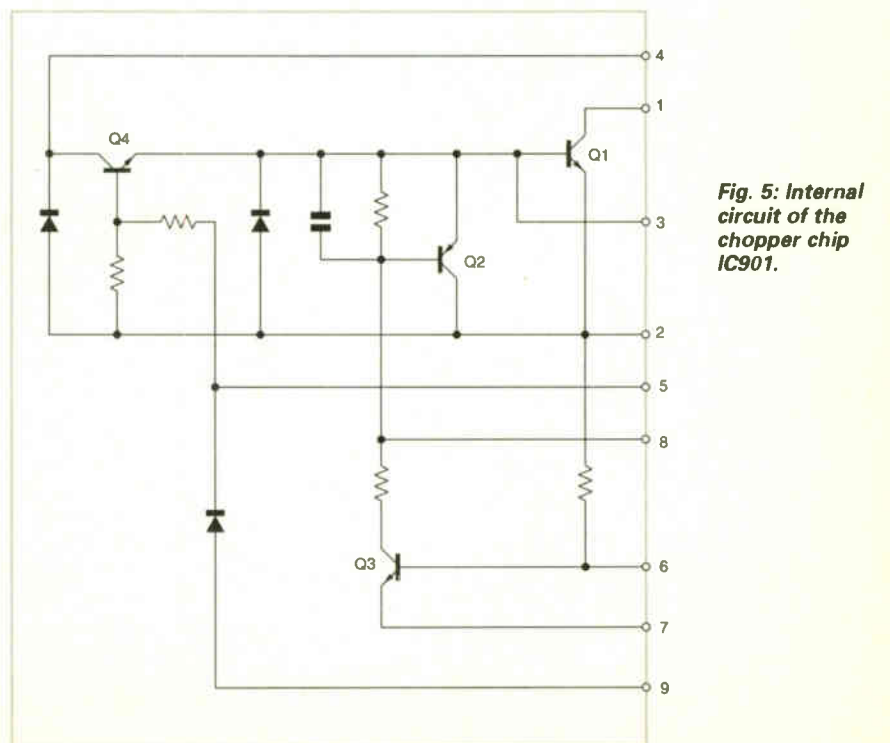 4
1
Q4
Q1
3
Q2
2
5
8
Q3
6
7
9
Fig. 5: Internal
circuit of the
chopper chip
IC901.